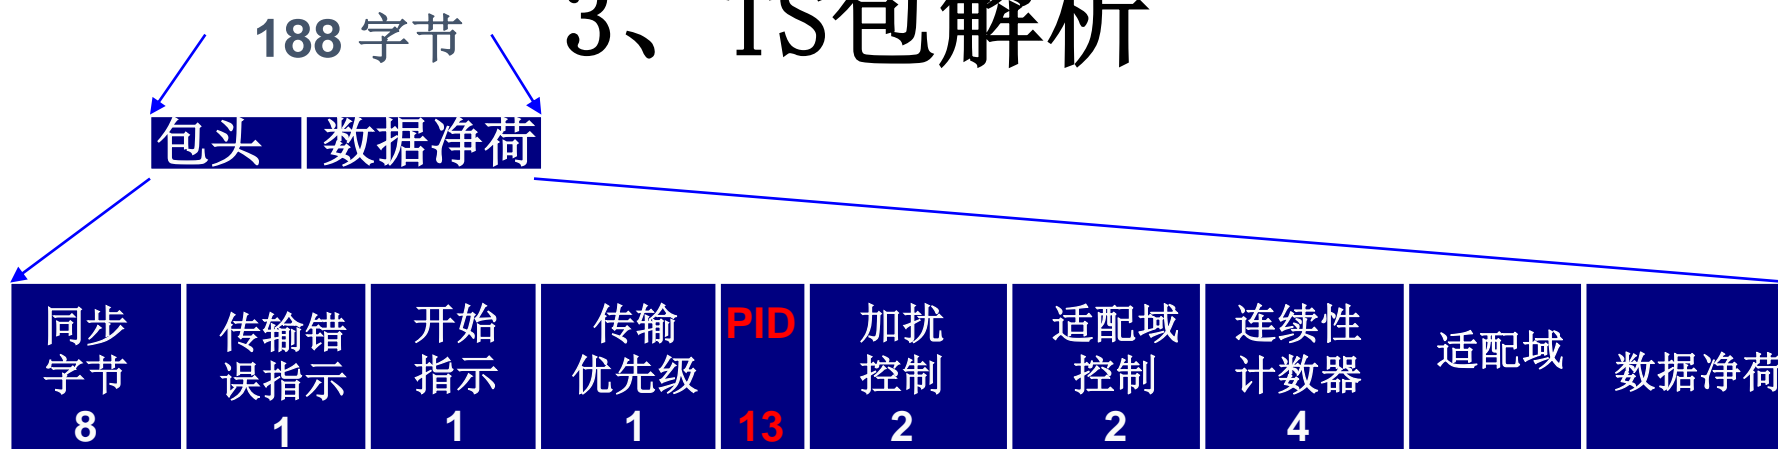 3、TS包解析
188 字节
包头 数据净荷
同步
字节
8
传输错
误指示
1
开始
指示
1
传输
优先级
1
PID
13
加扰
控制
2
适配域
控制
2
连续性
计数器
4
适配域
数据净荷